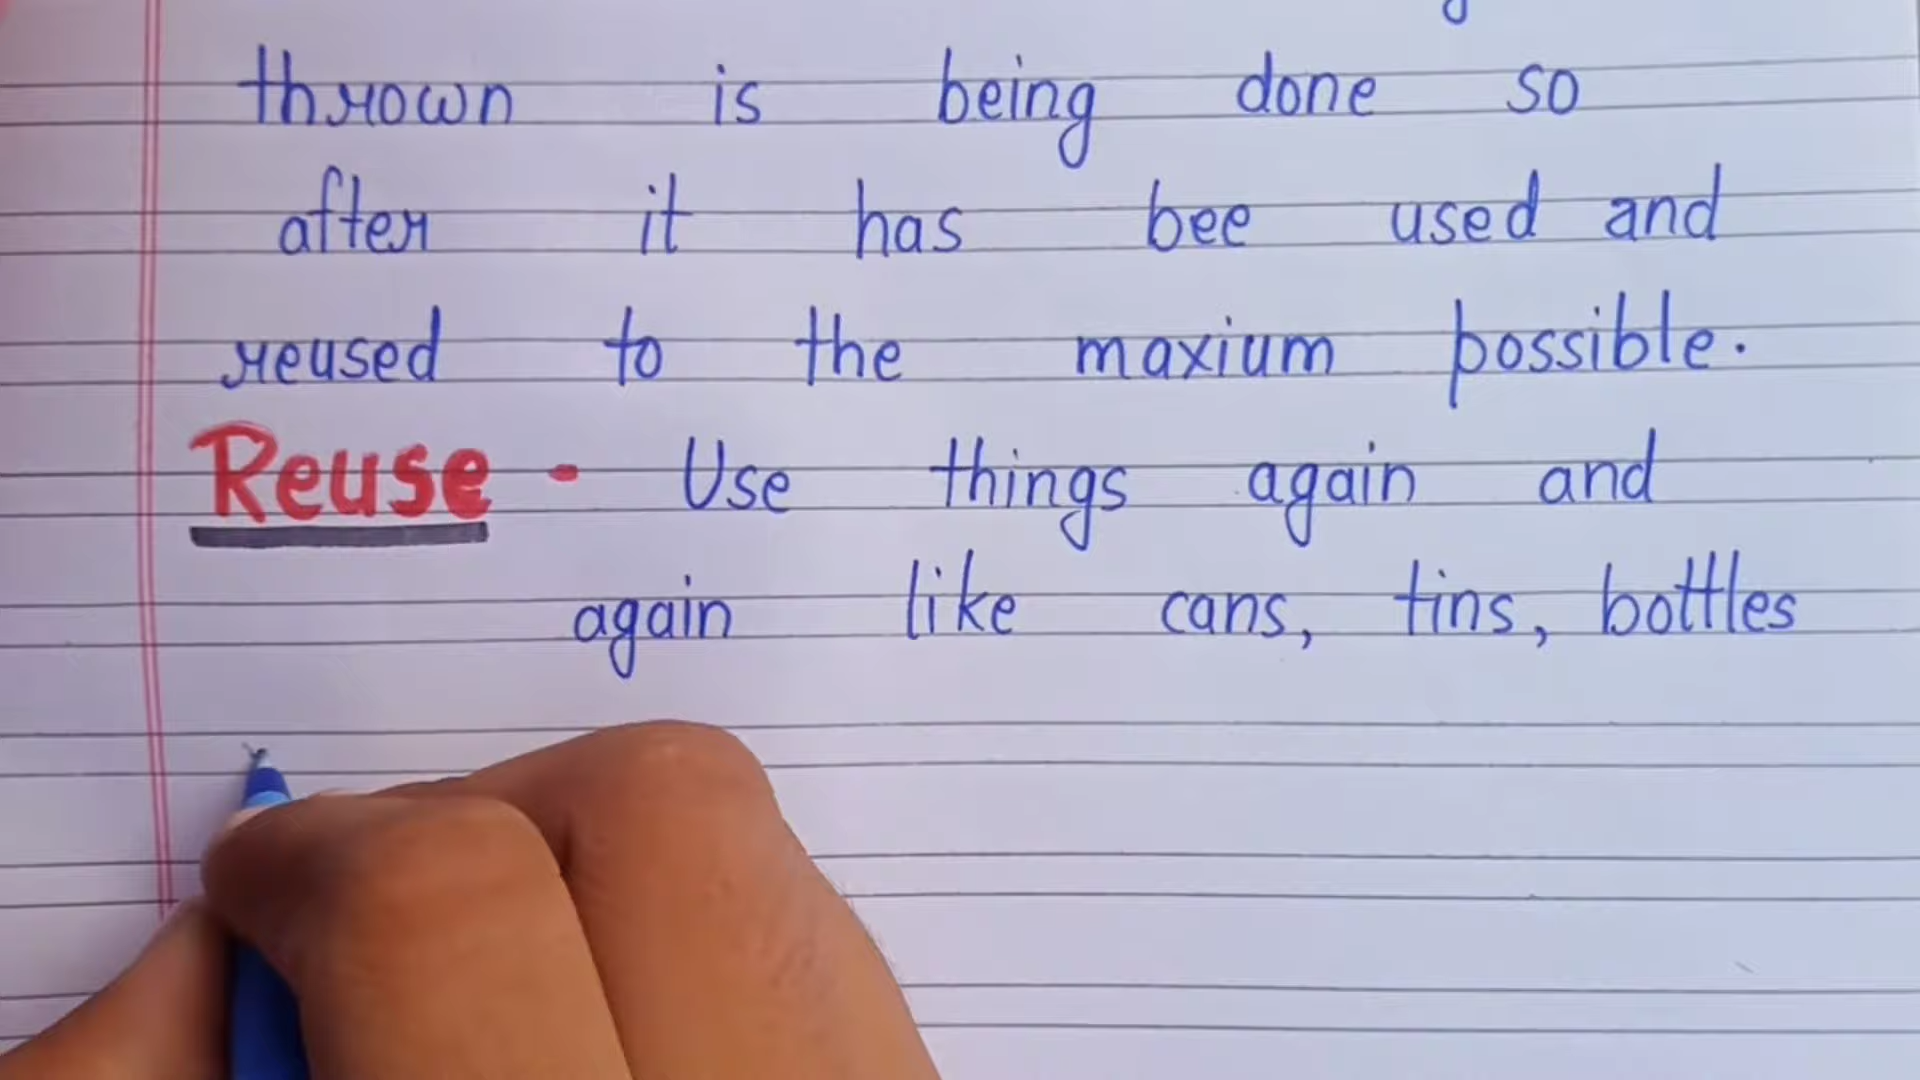 thrown is being done so
after it has bee used and
reused to the maxium possible.
Reuse - Use things again and
again like cans, tins, bottles